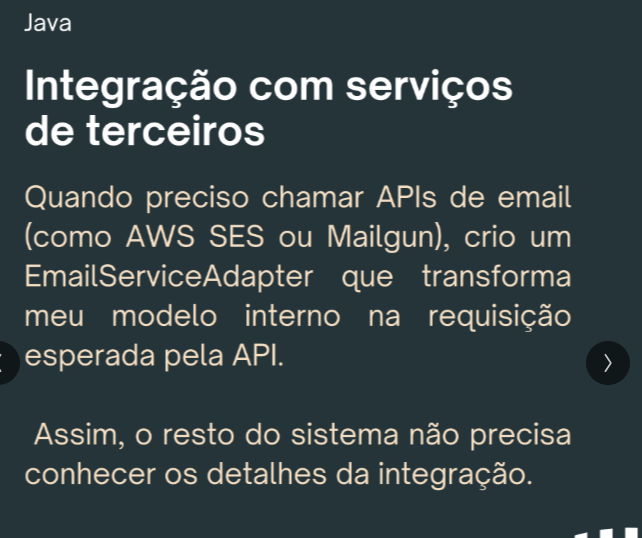 Java
Integração com serviços
de terceiros
Quando preciso chamar APIs de email
(como AWS SES ou Mailgun), crio um
EmailServiceAdapter que transforma
meu modelo interno na requisição
esperada pela API.
Assim, o resto do sistema não precisa
conhecer os detalhes da integração.